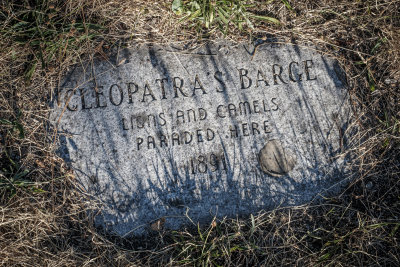 CLEOPATRA'S BARGE
LIONS AND CAMELS
PARADED HERE
1891